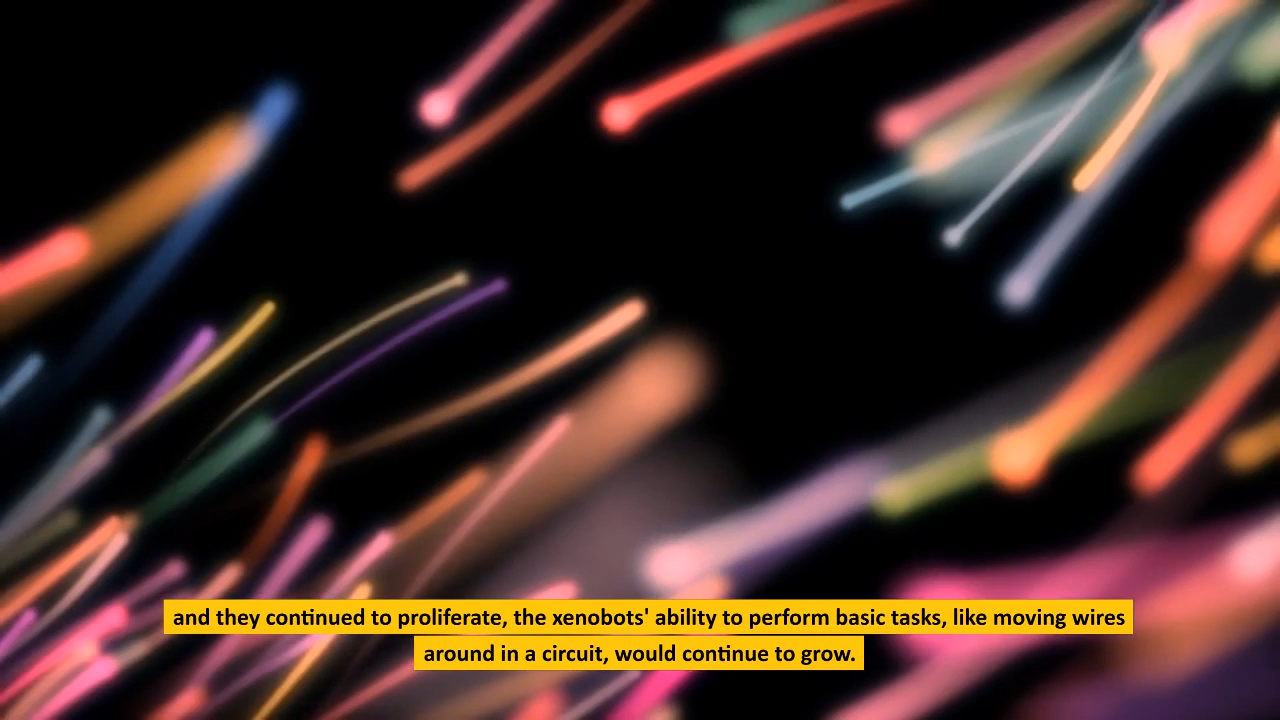 and they continued to proliferate, the xenobots' ability to perform basic tasks, like moving wires
around in a circuit, would continue to grow.